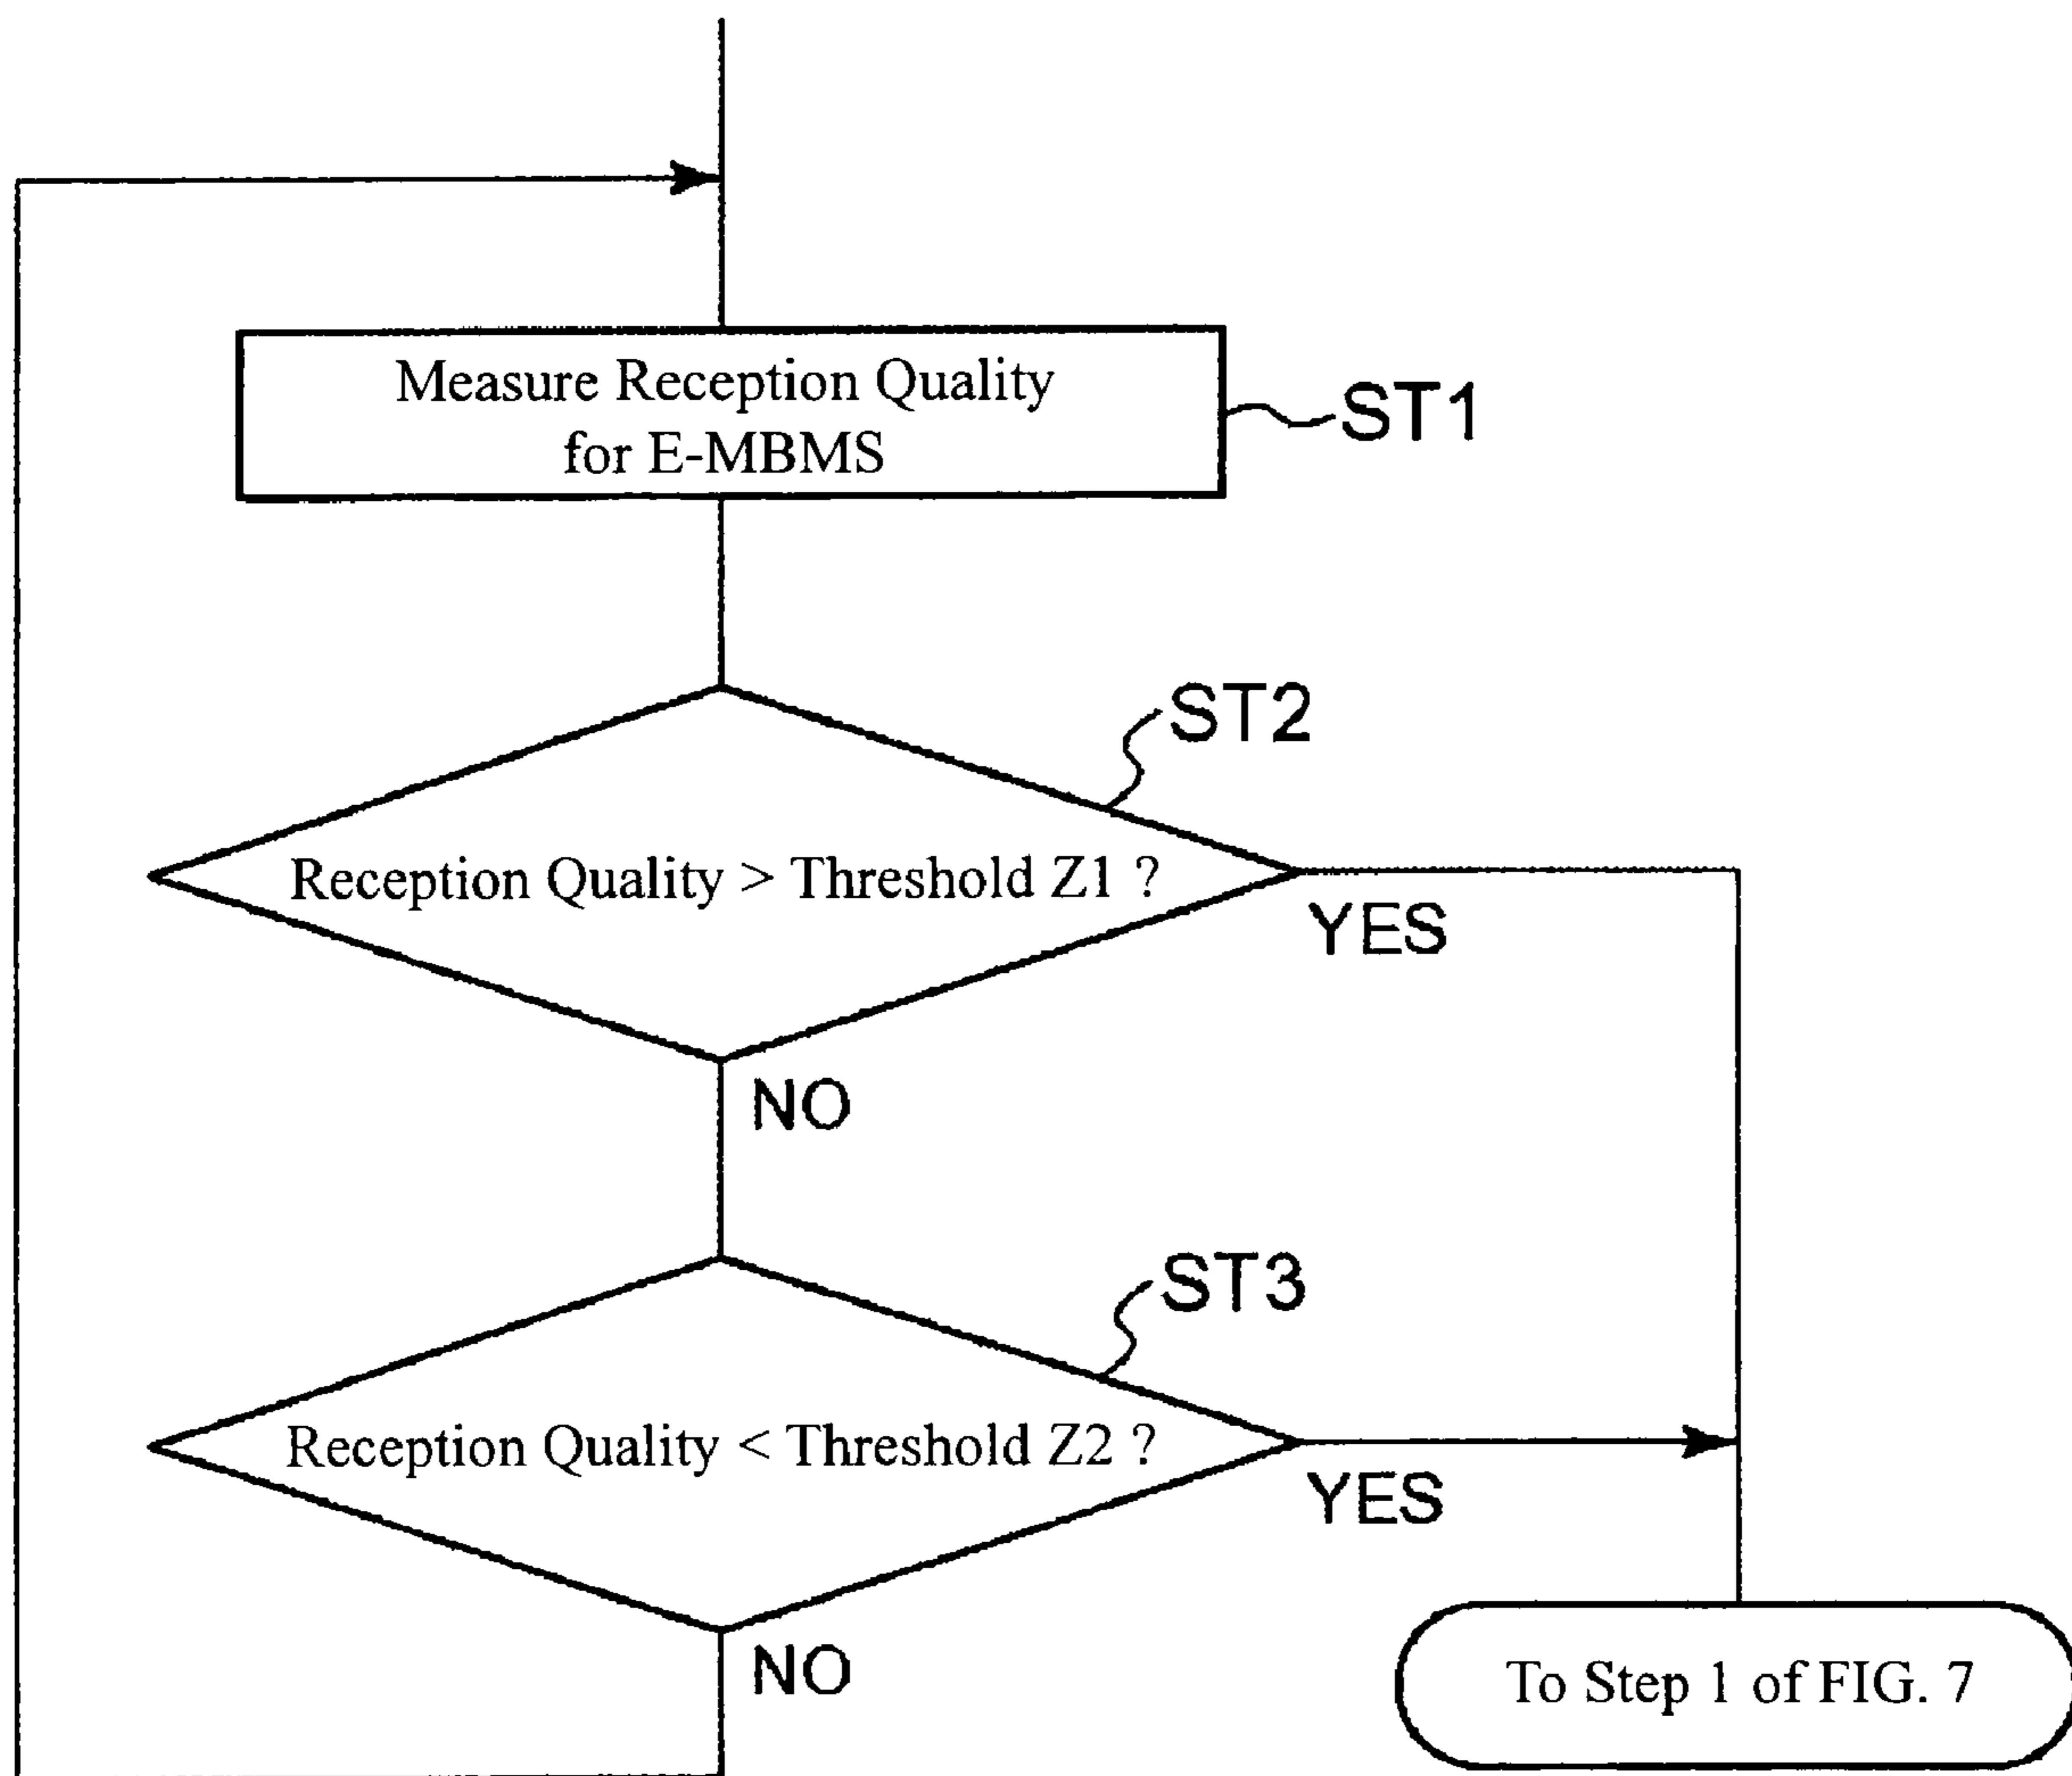 Measure Reception Quality
for E-MBMS
ST1
ST2
Reception Quality > Threshold Z1 ?
YES
NO
ST3
Reception Quality < Threshold Z2 ?
YES
NO
To Step 1 of FIG. 7